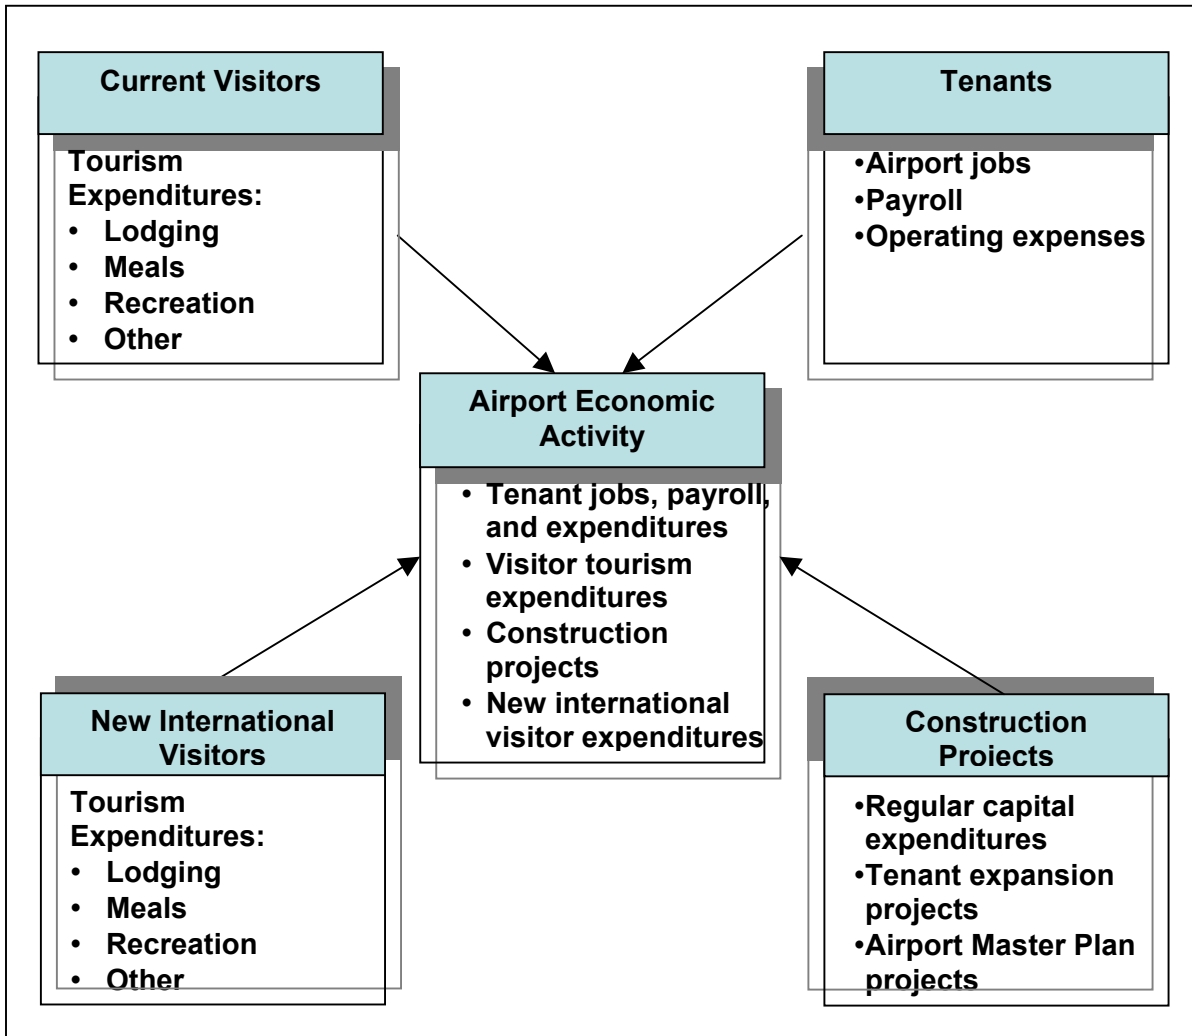 Current Visitors
Tourism
Expenditures:
• Lodging
• Meals
• Recreation
• Other
Tenants
•Airport jobs
•Payroll
•Operating expenses
Airport Economic
Activity
• Tenant jobs, payroll,
and expenditures
• Visitor tourism
expenditures
• Construction
projects
• New international
visitor expenditures
New International
Visitors
Tourism
Expenditures:
• Lodging
• Meals
• Recreation
• Other
Construction
Projects
•Regular capital
expenditures
•Tenant expansion
projects
•Airport Master Plan
projects